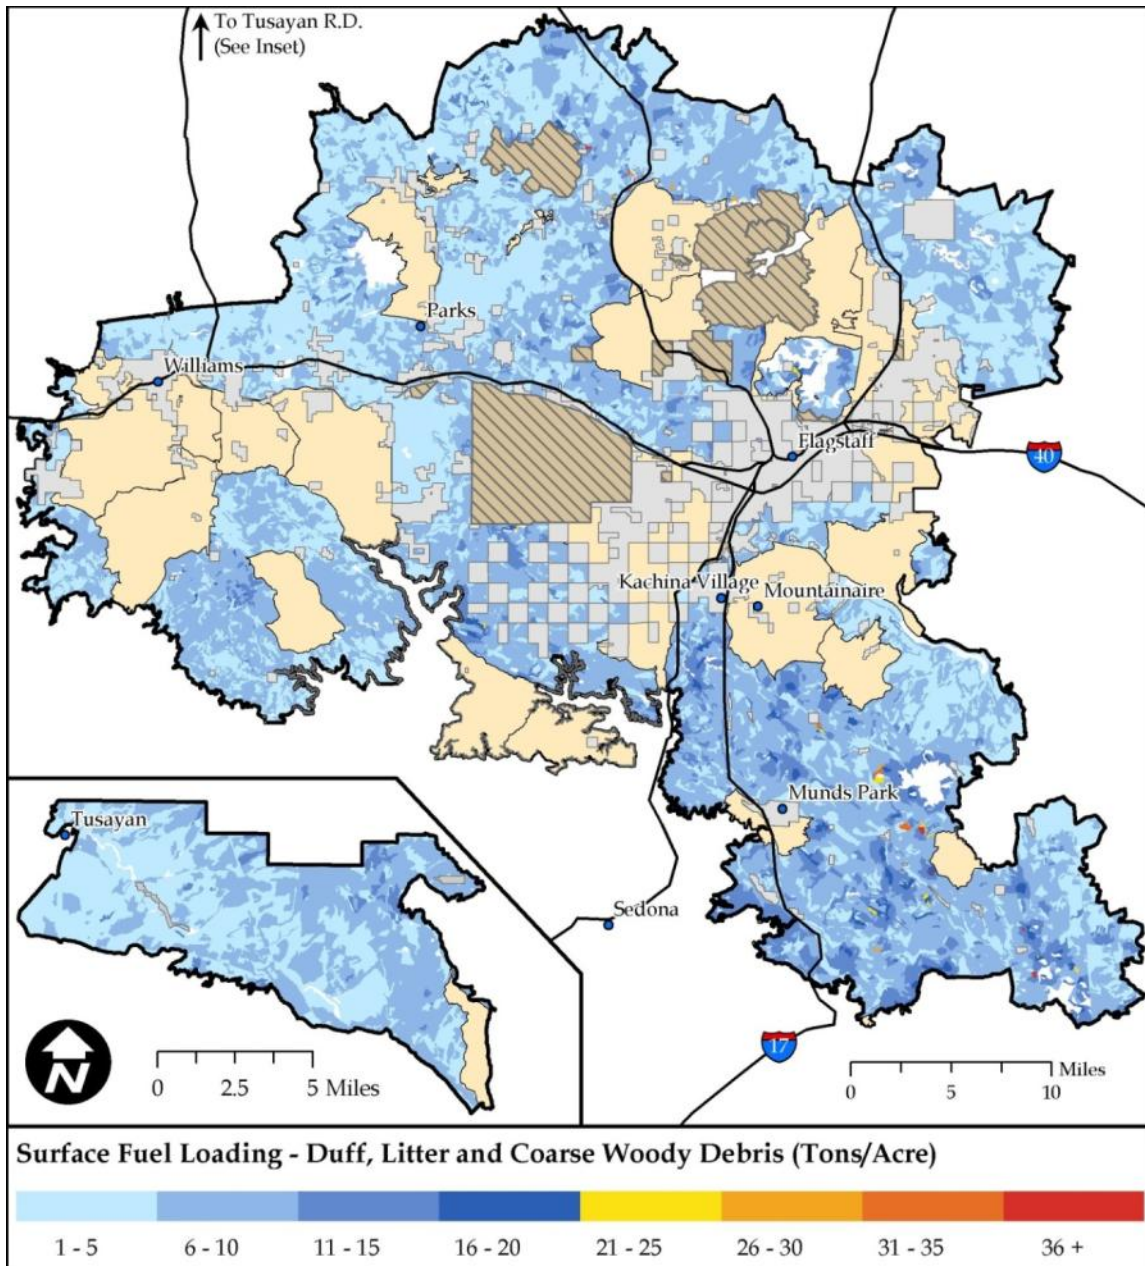 To Tusayan R.D.
(See Inset)
Parks
Williams
Flagstaff
40
Kachina Village
Mountainaire
Munds Park
Tusayan
Sedona
17
N
0 2.5 5 Miles
0 5 10 Miles
Surface Fuel Loading - Duff, Litter and Coarse Woody Debris (Tons/Acre)
1 - 5 6 - 10 11 - 15 16 - 20 21 - 25 26 - 30 31 - 35 36 +